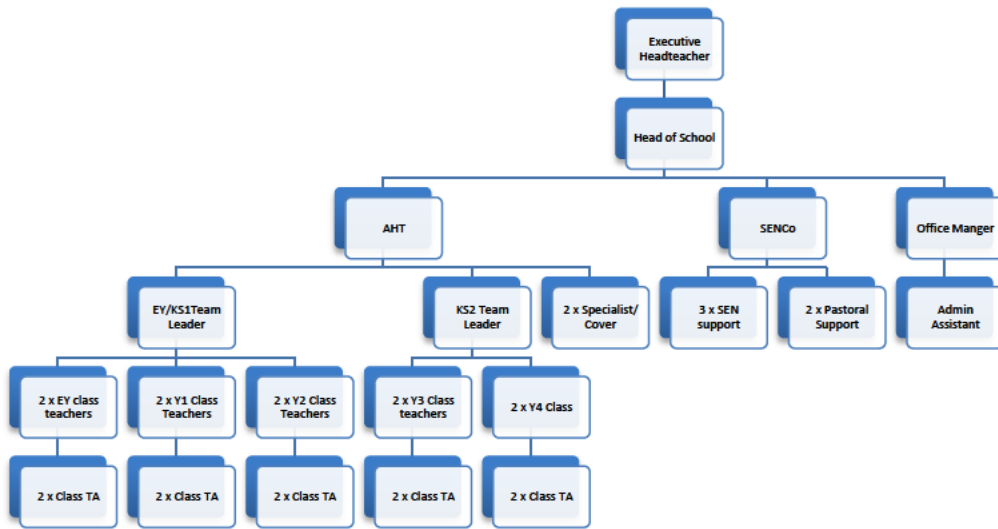 Executive
Headteacher
Head of School
AHT
SENCo
Office Manger
EY/KS1Team
Leader
KS2 Team
Leader
2 x Specialist/
Cover
3 x SEN
support
2 x Pastoral
Support
Admin
Assistant
2 x EY class
teachers
2 x Y1 Class
Teachers
2 x Y2 Class
Teachers
2 x Y3 Class
teachers
2 x Y4 Class
2 x Class TA
2 x Class TA
2 x Class TA
2 x Class TA
2 x Class TA